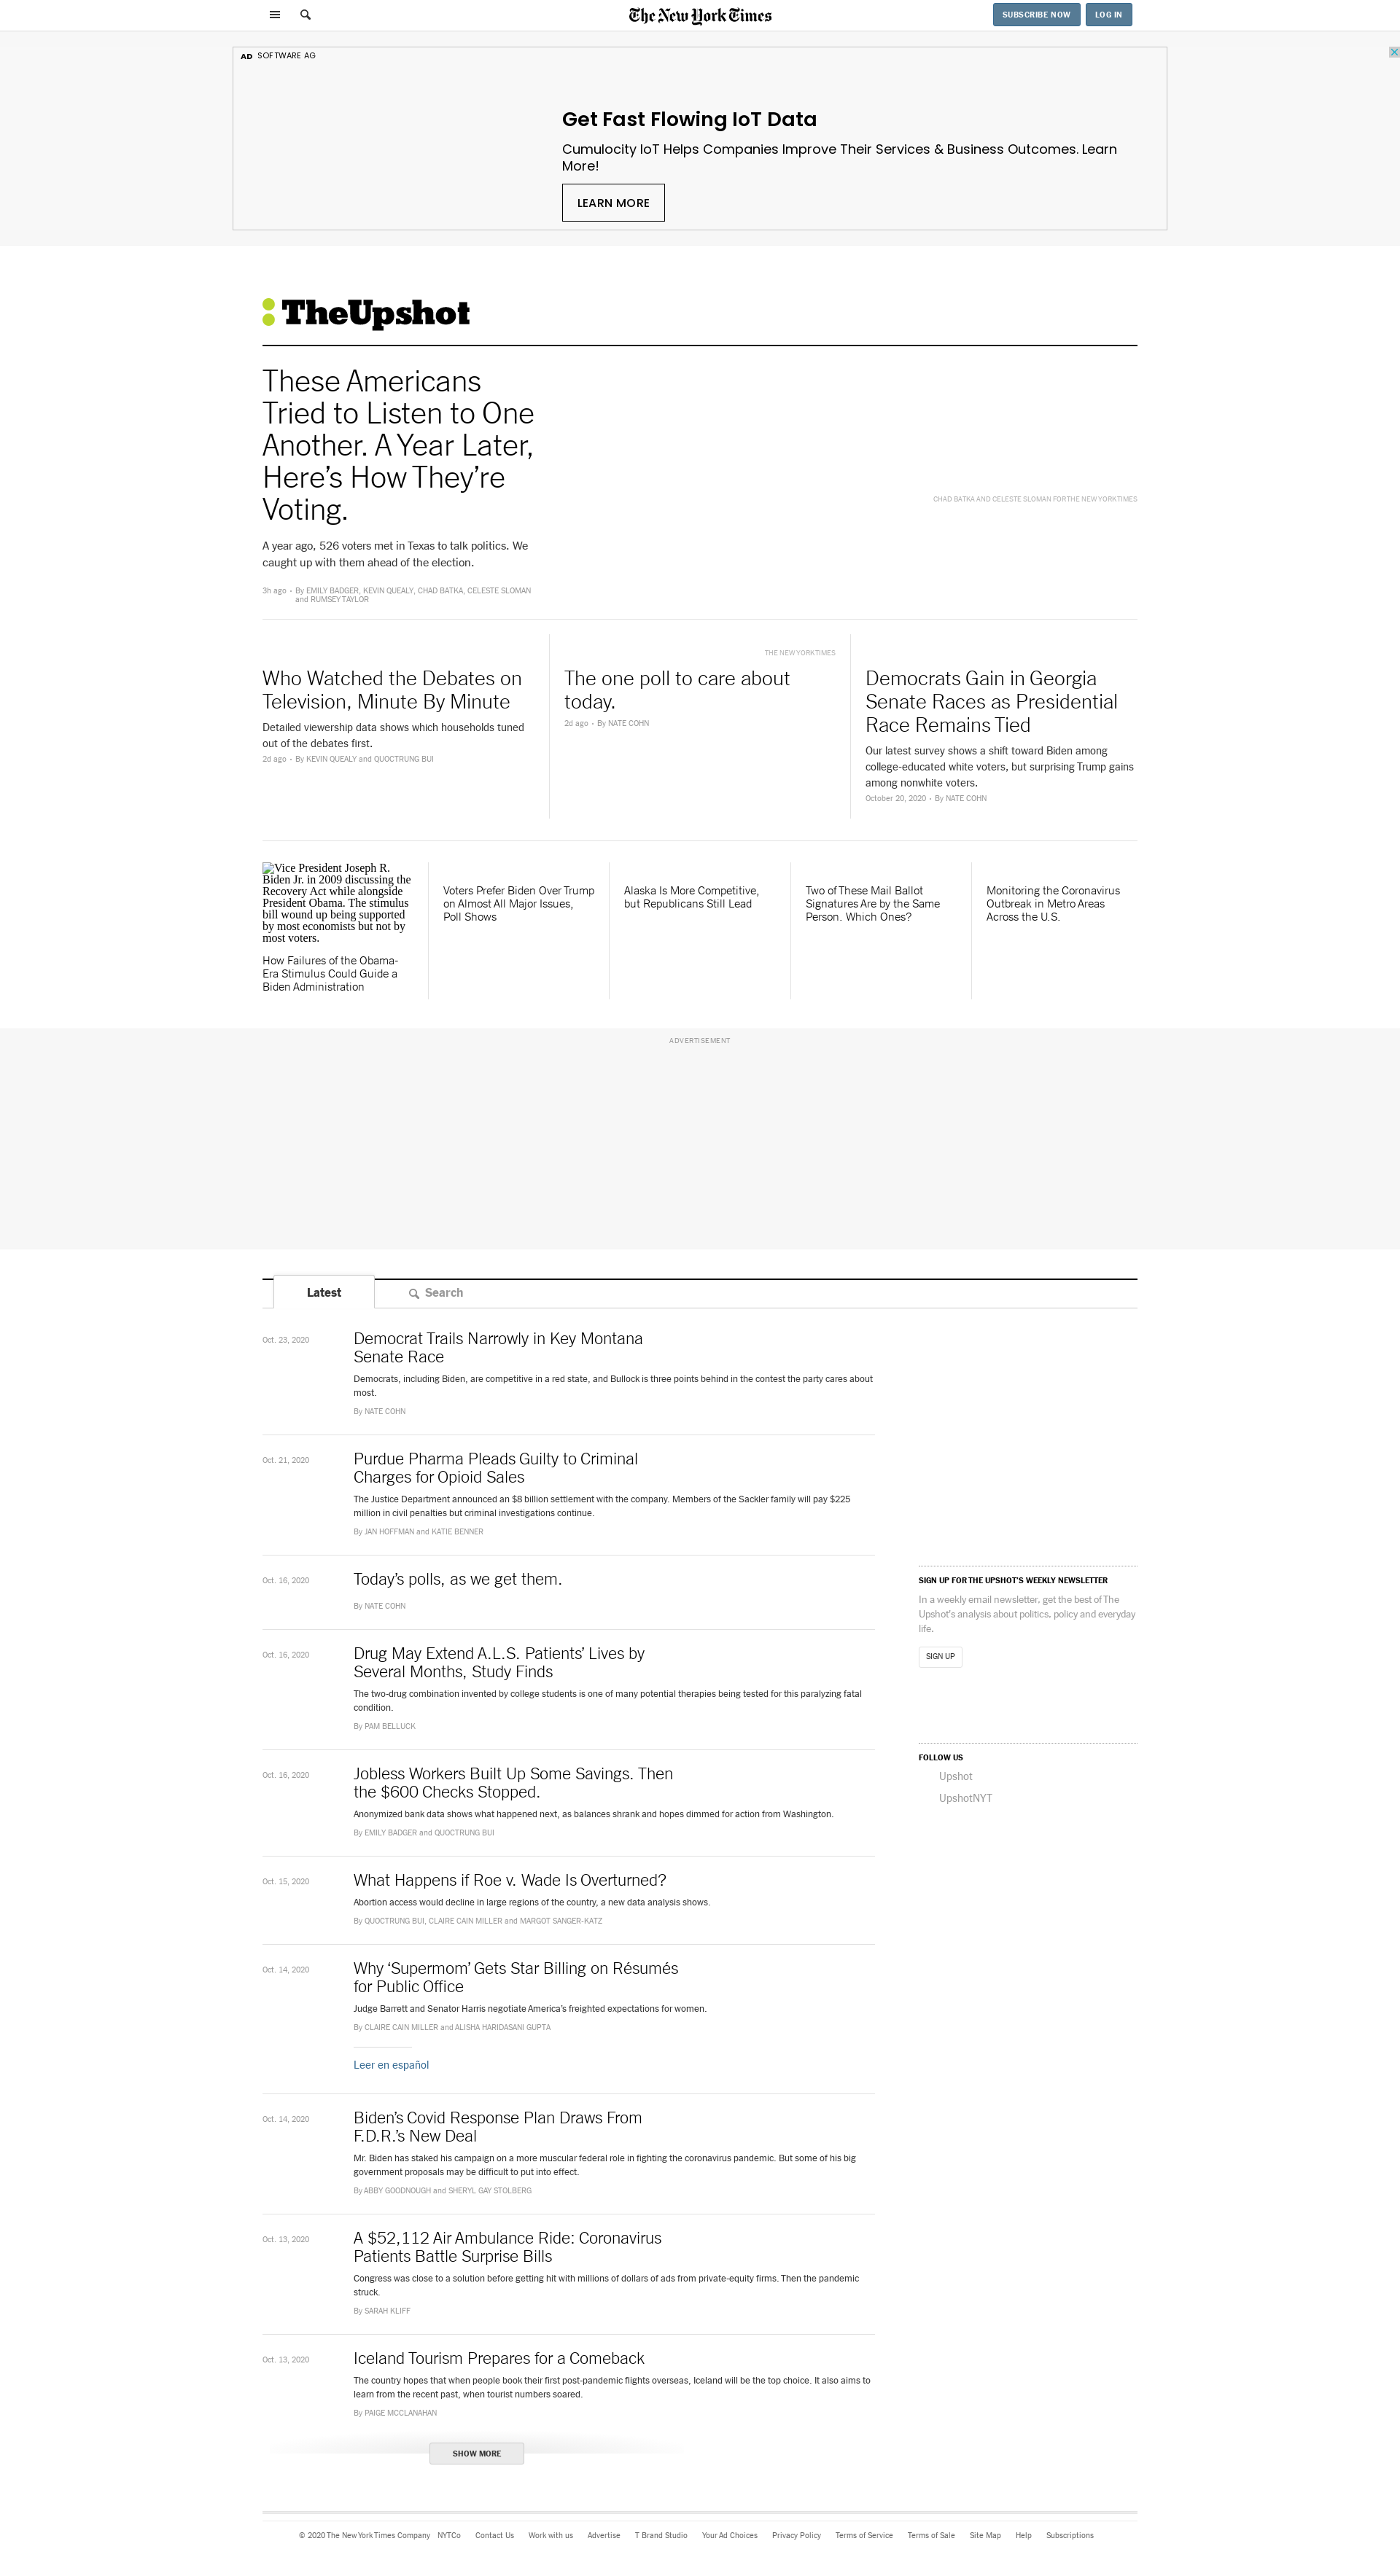 The New York Times
SUBSCRIBE NOW
LOG IN
AD SOFTWARE AG
Get Fast Flowing IoT Data
Cumulocity IoT Helps Companies Improve Their Services & Business Outcomes. Learn
More!
LEARN MORE
TheUpshot
These Americans
Tried to Listen to One
Another. A Year Later,
Here’s How They’re
Voting.
A year ago, 526 voters met in Texas to talk politics. We
caught up with them ahead of the election.
3h ago • By EMILY BADGER, KEVIN QUEALY, CHAD BATKA, CELESTE SLOMAN
and RUMSEY TAYLOR
CHAD BATKA AND CELESTE SLOMAN FOR THE NEW YORK TIMES
Who Watched the Debates on
Television, Minute By Minute
Detailed viewership data shows which households tuned
out of the debates first.
2d ago • By KEVIN QUEALY and QUOCTRUNG BUI
THE NEW YORK TIMES
The one poll to care about
today.
2d ago • By NATE COHN
Democrats Gain in Georgia
Senate Races as Presidential
Race Remains Tied
Our latest survey shows a shift toward Biden among
college-educated white voters, but surprising Trump gains
among nonwhite voters.
October 20, 2020 • By NATE COHN
Vice President Joseph R.
Biden Jr. in 2009 discussing the
Recovery Act while alongside
President Obama. The stimulus
bill wound up being supported
by most economists but not by
most voters.
How Failures of the Obama-
Era Stimulus Could Guide a
Biden Administration
Voters Prefer Biden Over Trump
on Almost All Major Issues,
Poll Shows
Alaska Is More Competitive,
but Republicans Still Lead
Two of These Mail Ballot
Signatures Are by the Same
Person. Which Ones?
Monitoring the Coronavirus
Outbreak in Metro Areas
Across the U.S.
ADVERTISEMENT
Latest
Search
Oct. 23, 2020
Democrat Trails Narrowly in Key Montana
Senate Race
Democrats, including Biden, are competitive in a red state, and Bullock is three points behind in the contest the party cares about
most.
By NATE COHN
Oct. 21, 2020
Purdue Pharma Pleads Guilty to Criminal
Charges for Opioid Sales
The Justice Department announced an $8 billion settlement with the company. Members of the Sackler family will pay $225
million in civil penalties but criminal investigations continue.
By JAN HOFFMAN and KATIE BENNER
Oct. 16, 2020
Today’s polls, as we get them.
By NATE COHN
Oct. 16, 2020
Drug May Extend A.L.S. Patients’ Lives by
Several Months, Study Finds
The two-drug combination invented by college students is one of many potential therapies being tested for this paralyzing fatal
condition.
By PAM BELLUCK
Oct. 16, 2020
Jobless Workers Built Up Some Savings. Then
the $600 Checks Stopped.
Anonymized bank data shows what happened next, as balances shrank and hopes dimmed for action from Washington.
By EMILY BADGER and QUOCTRUNG BUI
Oct. 15, 2020
What Happens if Roe v. Wade Is Overturned?
Abortion access would decline in large regions of the country, a new data analysis shows.
By QUOCTRUNG BUI, CLAIRE CAIN MILLER and MARGOT SANGER-KATZ
Oct. 14, 2020
Why ‘Supermom’ Gets Star Billing on Résumés
for Public Office
Judge Barrett and Senator Harris negotiate America’s freighted expectations for women.
By CLAIRE CAIN MILLER and ALISHA HARIDASANI GUPTA
Leer en español
Oct. 14, 2020
Biden’s Covid Response Plan Draws From
F.D.R.’s New Deal
Mr. Biden has staked his campaign on a more muscular federal role in fighting the coronavirus pandemic. But some of his big
government proposals may be difficult to put into effect.
By ABBY GOODNOUGH and SHERYL GAY STOLBERG
Oct. 13, 2020
A $52,112 Air Ambulance Ride: Coronavirus
Patients Battle Surprise Bills
Congress was close to a solution before getting hit with millions of dollars of ads from private-equity firms. Then the pandemic
struck.
By SARAH KLIFF
Oct. 13, 2020
Iceland Tourism Prepares for a Comeback
The country hopes that when people book their first post-pandemic flights overseas, Iceland will be the top choice. It also aims to
learn from the recent past, when tourist numbers soared.
By PAIGE MCCLANAHAN
SHOW MORE
SIGN UP FOR THE UPSHOT’S WEEKLY NEWSLETTER
In a weekly email newsletter, get the best of The
Upshot’s analysis about politics, policy and everyday
life.
SIGN UP
FOLLOW US
Upshot
UpshotNYT
© 2020 The New York Times Company NYTCo Contact Us Work with us Advertise T Brand Studio Your Ad Choices Privacy Policy Terms of Service Terms of Sale Site Map Help Subscriptions